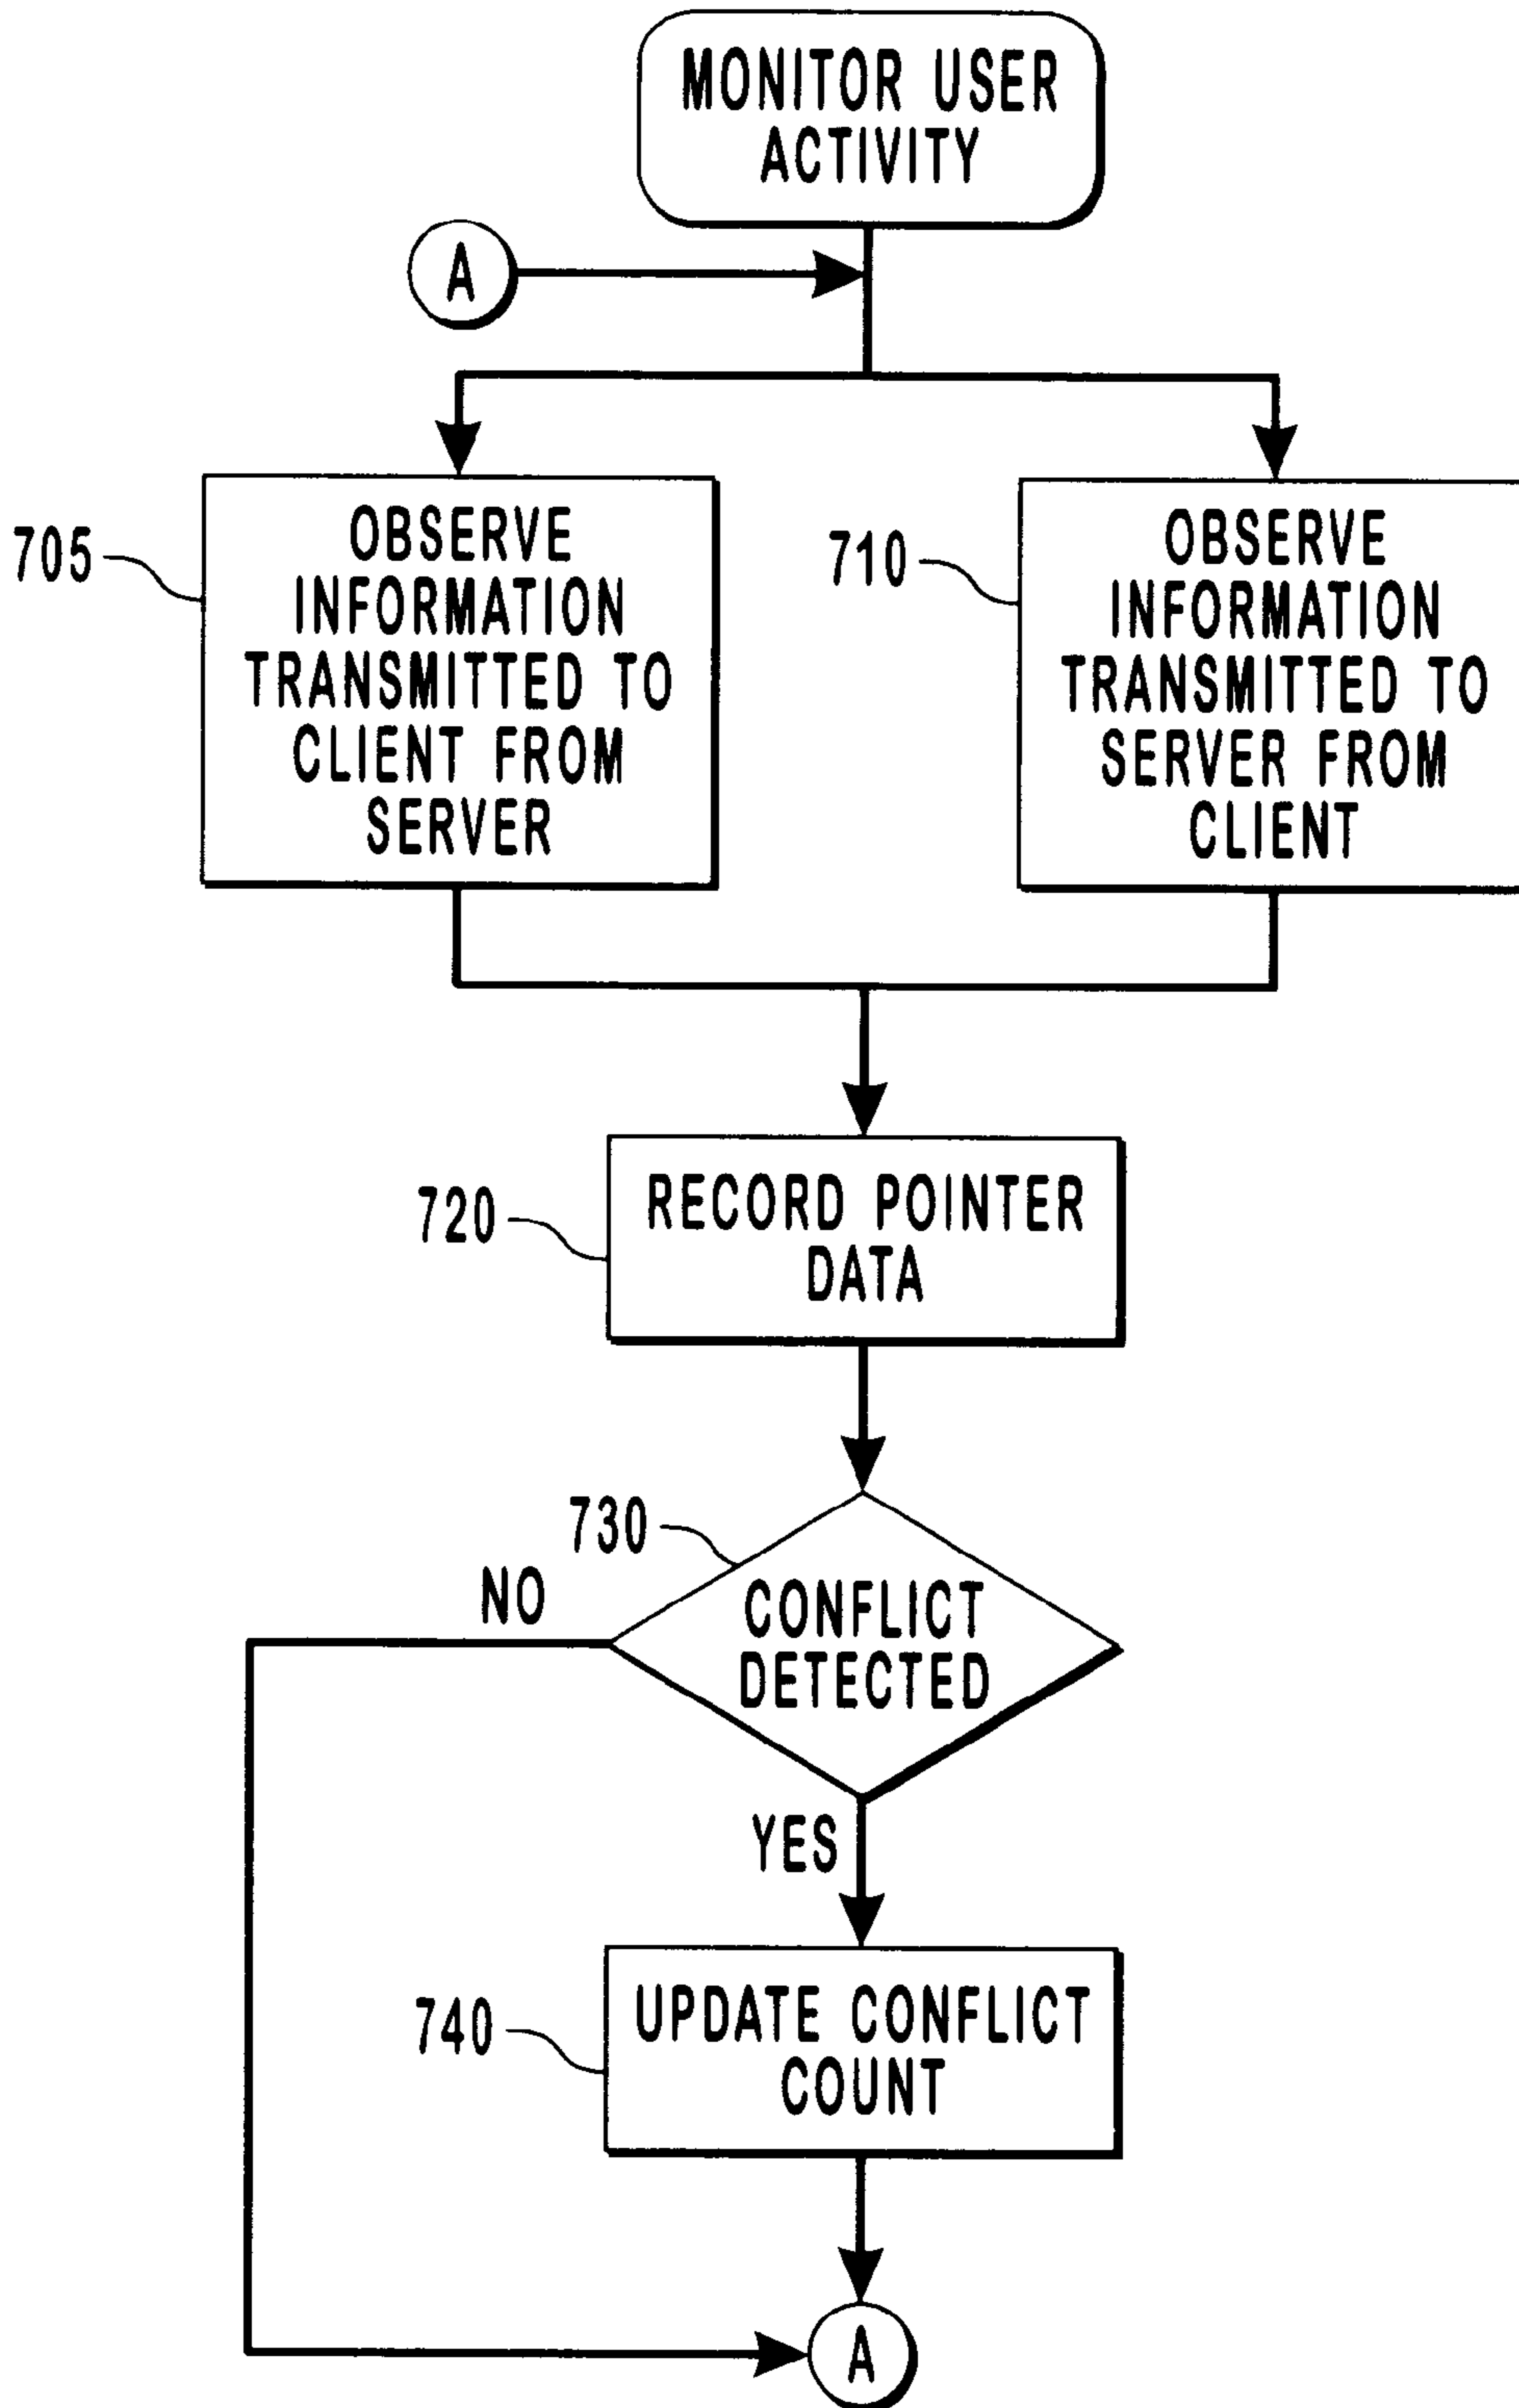 MONITOR USER
ACTIVITY
A
705
OBSERVE
INFORMATION
TRANSMITTED TO
CLIENT FROM
SERVER
710
OBSERVE
INFORMATION
TRANSMITTED TO
SERVER FROM
CLIENT
720
RECORD POINTER
DATA
730
NO
CONFLICT
DETECTED
YES
740
UPDATE CONFLICT
COUNT
A